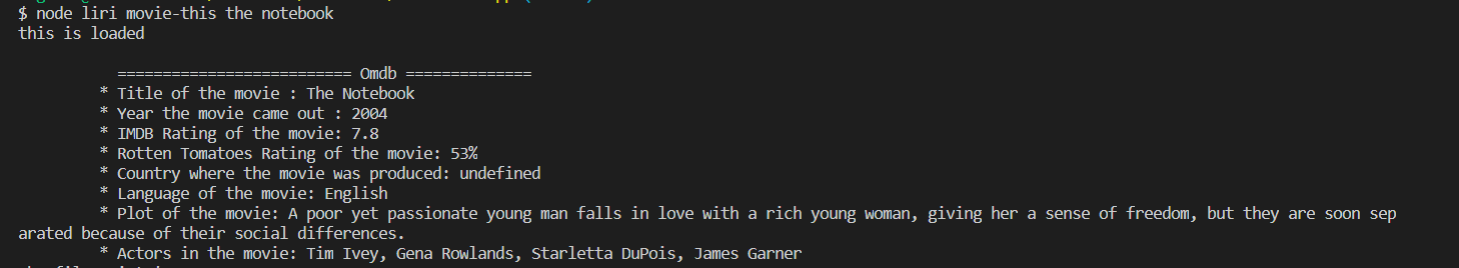 $ node liri movie-this the notebook
this is loaded
========================== Omdb ==============
* Title of the movie : The Notebook
* Year the movie came out : 2004
* IMDB Rating of the movie: 7.8
* Rotten Tomatoes Rating of the movie: 53%
* Country where the movie was produced: undefined
* Language of the movie: English
* Plot of the movie: A poor yet passionate young man falls in love with a rich young woman, giving her a sense of freedom, but they are soon sep
arated because of their social differences.
* Actors in the movie: Tim Ivey, Gena Rowlands, Starletta DuPois, James Garner